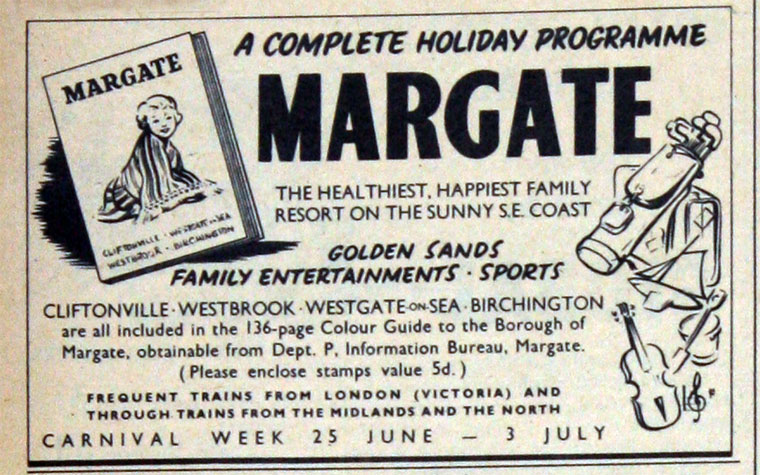 A COMPLETE HOLIDAY PROGRAMME
MARGATE
MARGATE
CLIFTONVILLE · WESTGATE-ON-SEA
WESTBROOK · BIRCHINGTON
THE HEALTHIEST, HAPPIEST FAMILY
RESORT ON THE SUNNY S.E. COAST
GOLDEN SANDS
FAMILY ENTERTAINMENTS · SPORTS
CLIFTONVILLE · WESTBROOK · WESTGATE-ON-SEA · BIRCHINGTON
are all included in the 136-page Colour Guide to the Borough of
Margate, obtainable from Dept. P, Information Bureau, Margate.
(Please enclose stamps value 5d.)
FREQUENT TRAINS FROM LONDON (VICTORIA) AND
THROUGH TRAINS FROM THE MIDLANDS AND THE NORTH
CARNIVAL WEEK 25 JUNE — 3 JULY